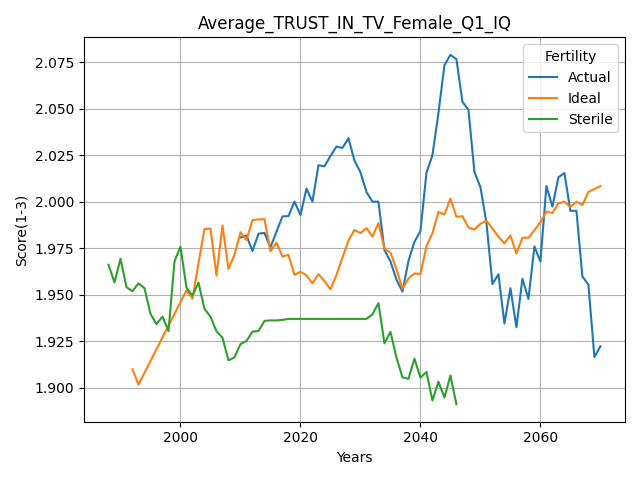 Average_TRUST_IN_TV_Female_Q1_IQ
Fertility
Actual
Ideal
Sterile
Score(1-3)
2.075
2.050
2.025
2.000
1.975
1.950
1.925
1.900
2000
2020
2040
2060
Years